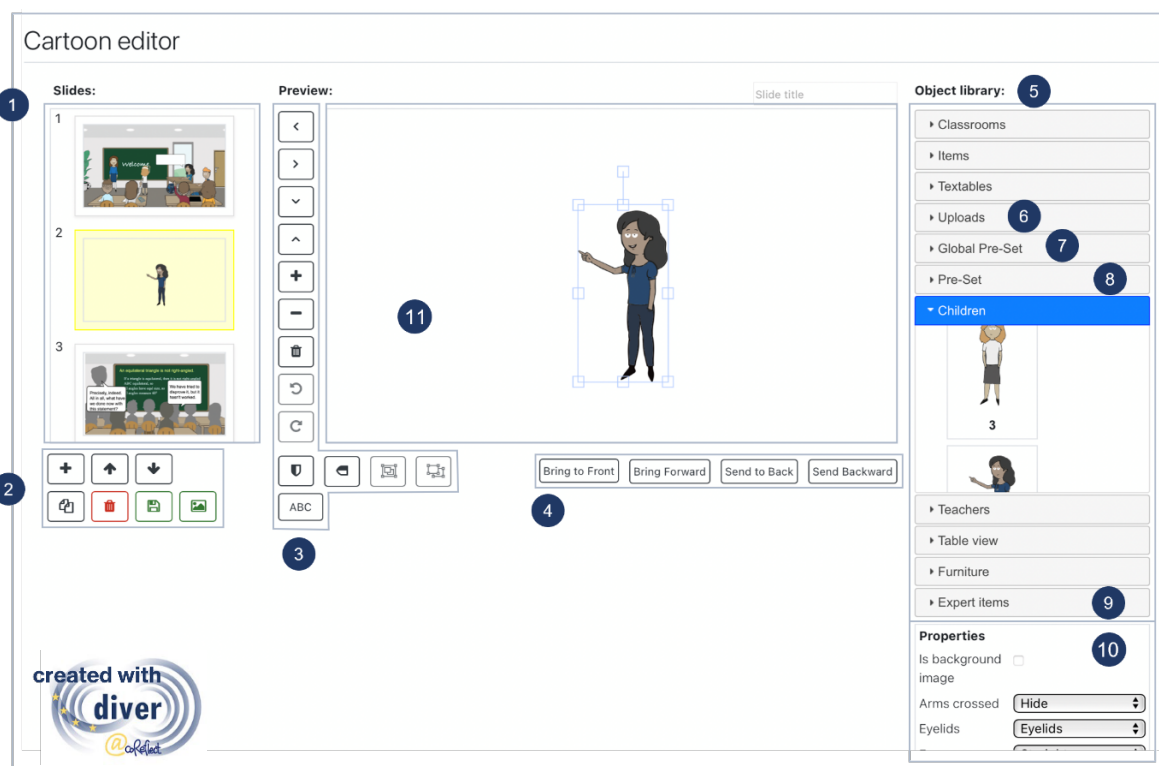 Cartoon editor
Slides:
Preview:
Slide title
Object library:
5
1
1
Welcome
2
3
An equilateral triangle is not right-angled.
Precisely, indeed.
All in all, what have
we done now with
this statement?
We have tried to
disprove it, but it
hasn't worked.
2
ABC
3
11
Bring to Front
Bring Forward
Send to Back
Send Backward
4
Classrooms
Items
Textables
Uploads
6
Global Pre-Set
7
Pre-Set
8
Children
3
Teachers
Table view
Furniture
Expert items
9
Properties
10
Is background
image
Arms crossed
Hide
Eyelids
Eyelids
created with
diver
@coReflect